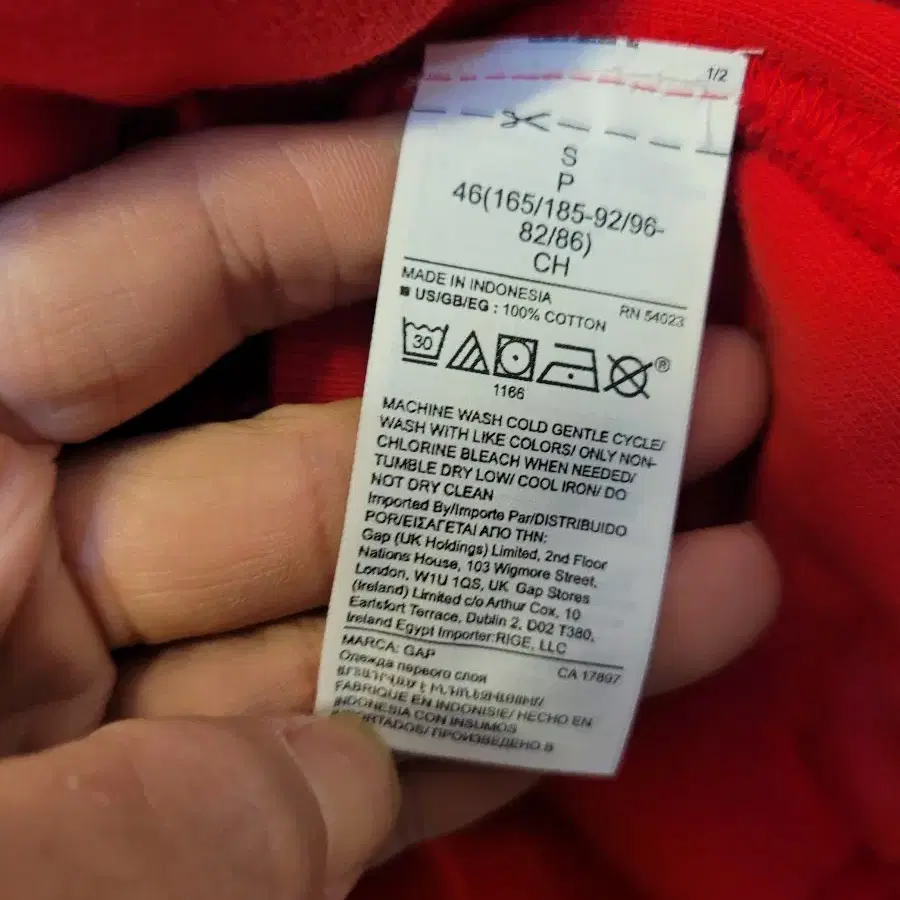 1/2
S
P
46(165/185-92/96-
82/86)
CH
MADE IN INDONESIA
RN 54023
US/GB/EG : 100% COTTON
30
®
1166
MACHINE WASH COLD GENTLE CYCLE/
WASH WITH LIKE COLORS/ ONLY NON-
CHLORINE BLEACH WHEN NEEDED/
TUMBLE DRY LOW/ COOL IRON/ DO
NOT DRY CLEAN
Imported By/Importe Par/DISTRIBUIDO
POR/ΕΙΣΑΓΕΤΑΙ ΑΠΟ ΤΗΝ:
Gap (UK Holdings) Limited, 2nd Floor
Nations House, 103 Wigmore Street,
London, W1U 1QS, UK Gap Stores
(Ireland) Limited c/o Arthur Cox, 10
Earlsfort Terrace, Dublin 2, D02 T380,
Ireland Egypt Importer:RIGE, LLC
MARCA: GAP
CA 17897
Одежда первого слоя
FABRIQUE EN INDONISIE/ HECHO EN
INDONESIA CON INSUMOS
IMPORTADOS/ ПРОИЗВЕДЕНО В